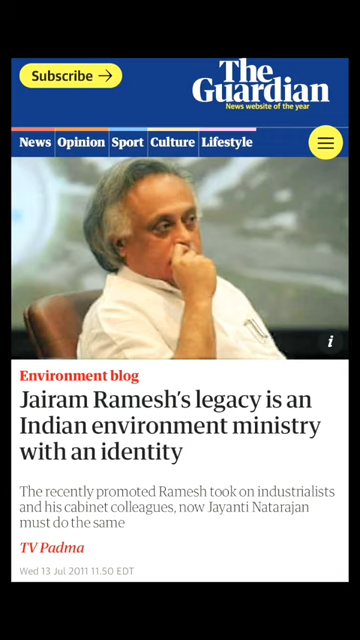 Subscribe →
The
Guardian
News website of the year
News Opinion Sport Culture Lifestyle
i
Environment blog
Jairam Ramesh's legacy is an
Indian environment ministry
with an identity
The recently promoted Ramesh took on industrialists
and his cabinet colleagues, now Jayanti Natarajan
must do the same
TV Padma
Wed 13 Jul 2011 11.50 EDT